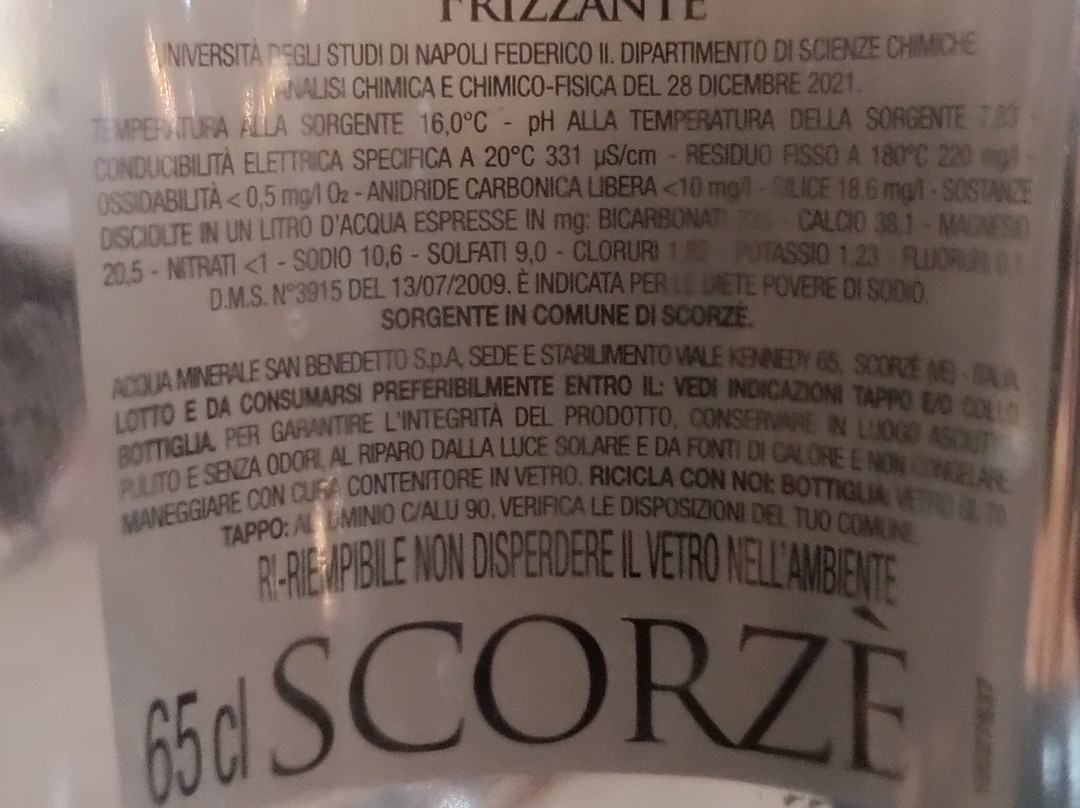 FRIZZANTE
UNIVERSITÀ DEGLI STUDI DI NAPOLI FEDERICO II. DIPARTIMENTO DI SCIENZE CHIMICHE
ANALISI CHIMICA E CHIMICO-FISICA DEL 28 DICEMBRE 2021.
TEMPERATURA ALLA SORGENTE 16,0°C - pH ALLA TEMPERATURA DELLA SORGENTE 7.83 -
CONDUCIBILITÀ ELETTRICA SPECIFICA A 20°C 331 µS/cm - RESIDUO FISSO A 180°C 220 mg/l -
OSSIDABILITÀ < 0,5 mg/l O₂ - ANIDRIDE CARBONICA LIBERA <10 mg/l - SILICE 18.6 mg/l - SOSTANZE
DISCIOLTE IN UN LITRO D'ACQUA ESPRESSE IN mg: BICARBONATI - CALCIO 38.1 - MAGNESIO
20,5 - NITRATI <1 - SODIO 10,6 - SOLFATI 9,0 - CLORURI POTASSIO 1,23 - FLUORURI
D.M.S. N°3915 DEL 13/07/2009. È INDICATA PER LE DIETE POVERE DI SODIO.
SORGENTE IN COMUNE DI SCORZÈ.
ACQUA MINERALE SAN BENEDETTO S.p.A, SEDE E STABILIMENTO VIALE KENNEDY 65, SCORZÈ (VE) - ITALIA
LOTTO E DA CONSUMARSI PREFERIBILMENTE ENTRO IL: VEDI INDICAZIONI TAPPO E/O COLLO
BOTTIGLIA. PER GARANTIRE L'INTEGRITÀ DEL PRODOTTO, CONSERVARE IN LUOGO ASCIUTTO,
PULITO E SENZA ODORI, AL RIPARO DALLA LUCE SOLARE E DA FONTI DI CALORE E NON CONGELARE.
MANEGGIARE CON CURA CONTENITORE IN VETRO. RICICLA CON NOI: BOTTIGLIA: VETRO GL 70.
TAPPO: ALLUMINIO C/ALU 90. VERIFICA LE DISPOSIZIONI DEL TUO COMUNE.
RI-RIEMPIBILE NON DISPERDERE IL VETRO NELL'AMBIENTE
65 cl SCORZÈ